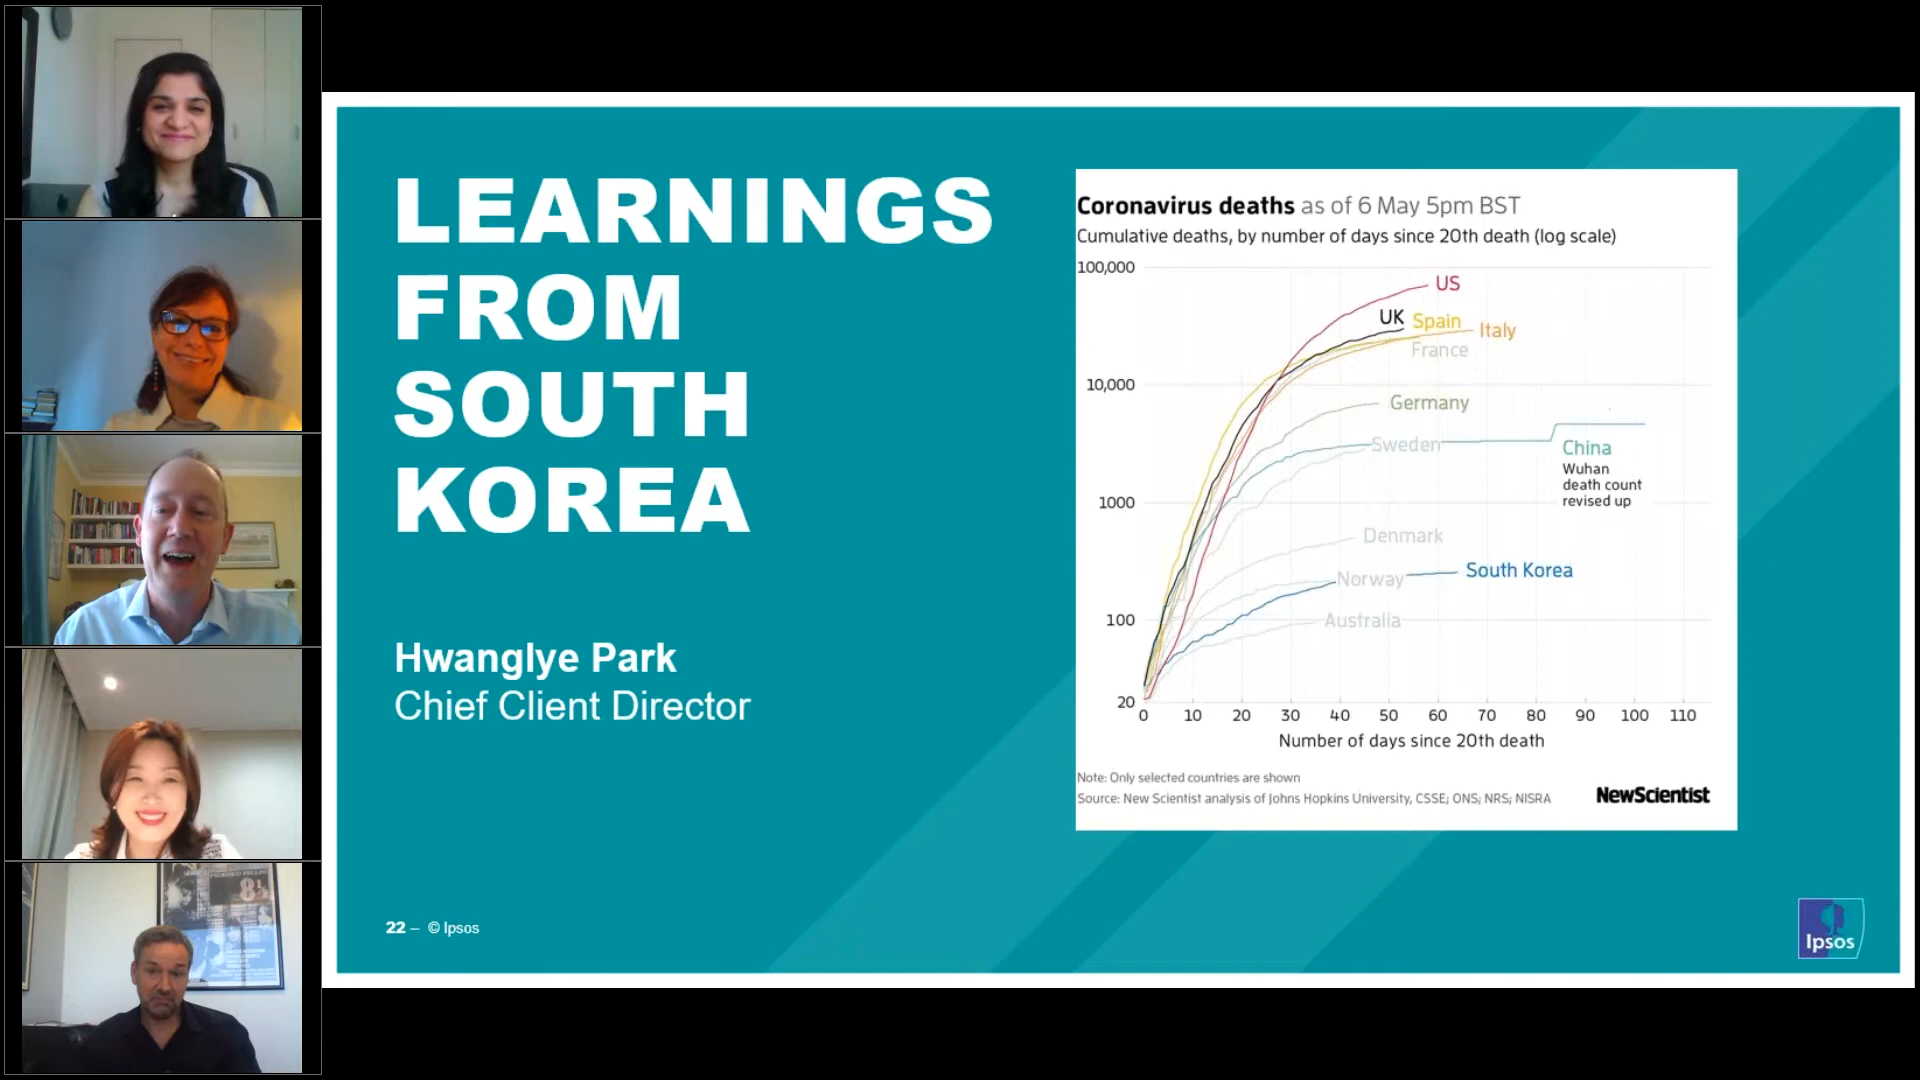 FEDERICO FELLINI
8½
LEARNINGS
FROM
SOUTH
KOREA
Hwanglye Park
Chief Client Director
22 – © Ipsos
Coronavirus deaths as of 6 May 5pm BST
Cumulative deaths, by number of days since 20th death (log scale)
100,000
10,000
1000
100
20
US
UK
Spain
Italy
France
Germany
Sweden
China
Wuhan
death count
revised up
Denmark
Norway
South Korea
Australia
0 10 20 30 40 50 60 70 80 90 100 110
Number of days since 20th death
Note: Only selected countries are shown
Source: New Scientist analysis of Johns Hopkins University, CSSE; ONS; NRS; NISRA
NewScientist
Ipsos